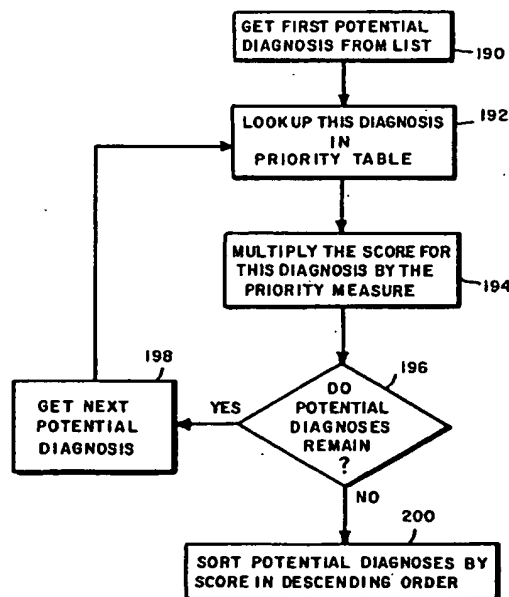 GET FIRST POTENTIAL
DIAGNOSIS FROM LIST
190
LOOKUP THIS DIAGNOSIS
IN
PRIORITY TABLE
192
MULTIPLY THE SCORE FOR
THIS DIAGNOSIS BY THE
PRIORITY MEASURE
194
196
DO
POTENTIAL
DIAGNOSES
REMAIN
?
YES
198
GET NEXT
POTENTIAL
DIAGNOSIS
NO
200
SORT POTENTIAL DIAGNOSES BY
SCORE IN DESCENDING ORDER